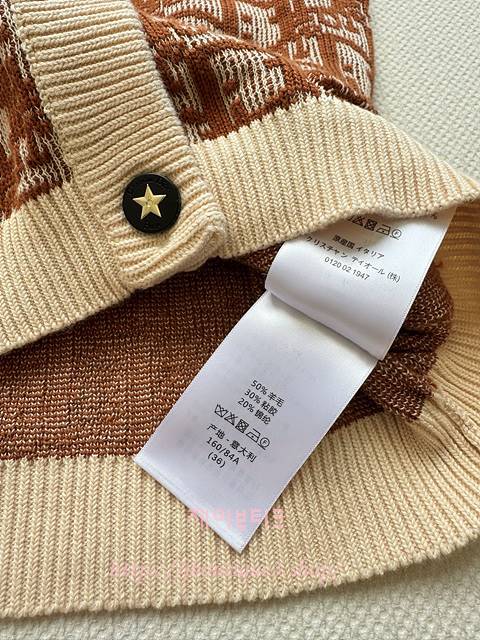 原産国 イタリア
クリスチャン ディオール (株)
0120 02 1947
50% 羊毛
30% 粘胶
20% 锦纶
产地 - 意大利
160/84A
(36)